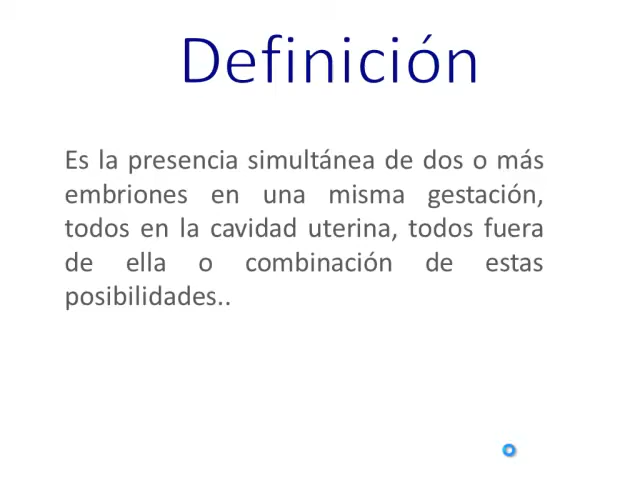 Definición
Es la presencia simultánea de dos o más
embriones en una misma gestación,
todos en la cavidad uterina, todos fuera
de ella o combinación de estas
posibilidades..